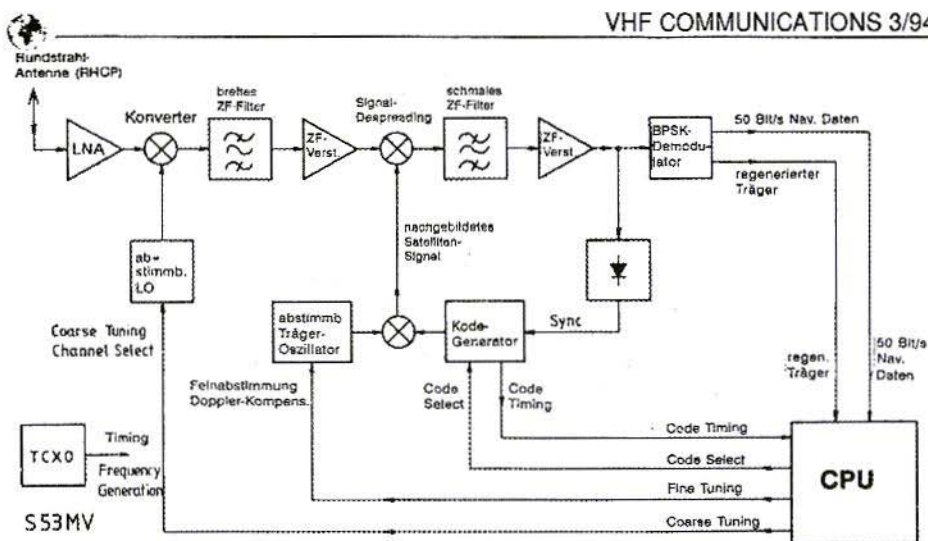 VHF COMMUNICATIONS 3/94
Rundstrahl-
Antenne (RHCP)
LNA
Konverter
breites
ZF-Filter
ZF-
Verst.
Signal-
Despreading
schmales
ZF-Filter
ZF-
Verst
BPSK-
Demodu-
lator
50 Bit/s Nav. Daten
regenerierter
Träger
ab-
stimmb.
LO
nachgebildetes
Satelliten-
Signal
Coarse Tuning
Channel Select
abstimmb
Träger-
Oszillator
Kode-
Generator
Sync
Feinabstimmung
Doppler-Kompens.
Code
Select
Code
Timing
regen.
Träger
50 Bit/s
Nav.
Daten
TCXO
Timing
Frequency
Generation
Code Timing
Code Select
Fine Tuning
Coarse Tuning
CPU
S53MV